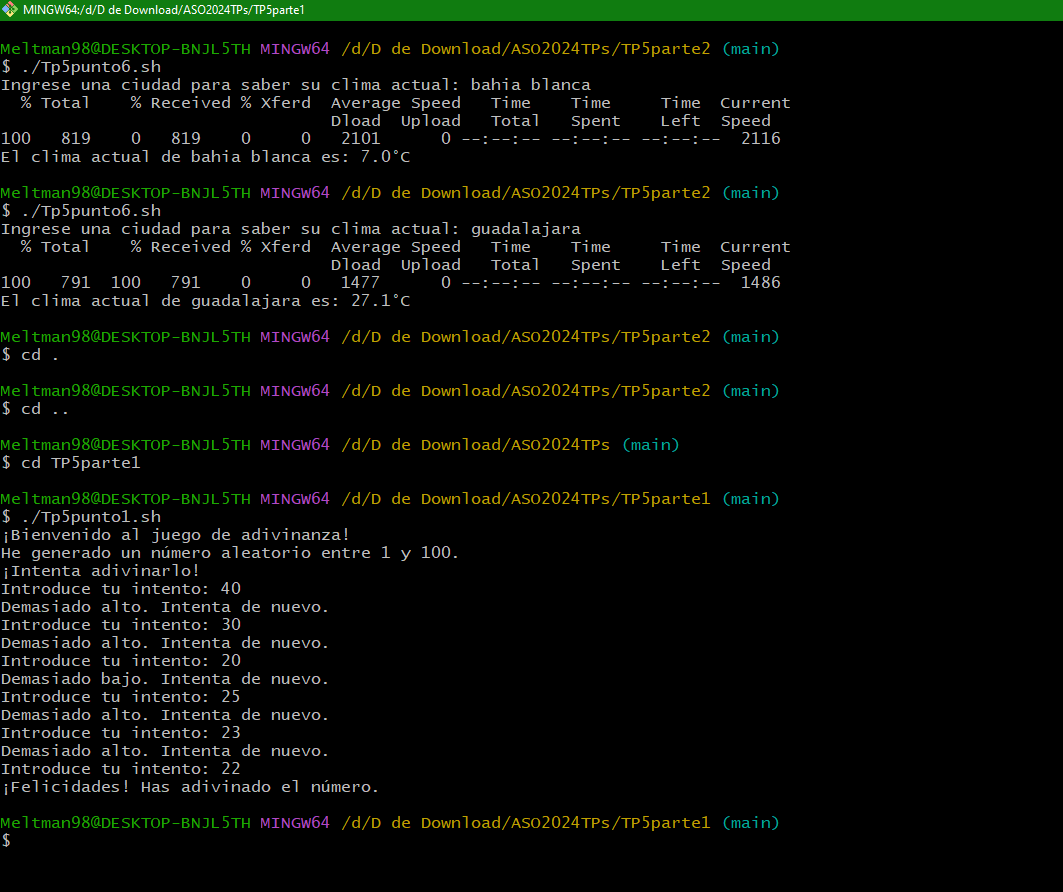 MINGW64:/d/D de Download/ASO2024TPs/TP5parte1
Meltman98@DESKTOP-BNJL5TH MINGW64 /d/D de Download/ASO2024TPs/TP5parte2 (main)
$ ./Tp5punto6.sh
Ingrese una ciudad para saber su clima actual: bahia blanca
  % Total    % Received % Xferd  Average Speed   Time    Time     Time  Current
                                 Dload  Upload   Total   Spent    Left  Speed
100   819    0   819    0     0   2101      0 --:--:-- --:--:-- --:--:--  2116
El clima actual de bahia blanca es: 7.0°C
Meltman98@DESKTOP-BNJL5TH MINGW64 /d/D de Download/ASO2024TPs/TP5parte2 (main)
$ ./Tp5punto6.sh
Ingrese una ciudad para saber su clima actual: guadalajara
  % Total    % Received % Xferd  Average Speed   Time    Time     Time  Current
                                 Dload  Upload   Total   Spent    Left  Speed
100   791  100   791    0     0   1477      0 --:--:-- --:--:-- --:--:--  1486
El clima actual de guadalajara es: 27.1°C
Meltman98@DESKTOP-BNJL5TH MINGW64 /d/D de Download/ASO2024TPs/TP5parte2 (main)
$ cd .
Meltman98@DESKTOP-BNJL5TH MINGW64 /d/D de Download/ASO2024TPs/TP5parte2 (main)
$ cd ..
Meltman98@DESKTOP-BNJL5TH MINGW64 /d/D de Download/ASO2024TPs (main)
$ cd TP5parte1
Meltman98@DESKTOP-BNJL5TH MINGW64 /d/D de Download/ASO2024TPs/TP5parte1 (main)
$ ./Tp5punto1.sh
¡Bienvenido al juego de adivinanza!
He generado un número aleatorio entre 1 y 100.
¡Intenta adivinarlo!
Introduce tu intento: 40
Demasiado alto. Intenta de nuevo.
Introduce tu intento: 30
Demasiado alto. Intenta de nuevo.
Introduce tu intento: 20
Demasiado bajo. Intenta de nuevo.
Introduce tu intento: 25
Demasiado alto. Intenta de nuevo.
Introduce tu intento: 23
Demasiado alto. Intenta de nuevo.
Introduce tu intento: 22
¡Felicidades! Has adivinado el número.
Meltman98@DESKTOP-BNJL5TH MINGW64 /d/D de Download/ASO2024TPs/TP5parte1 (main)
$